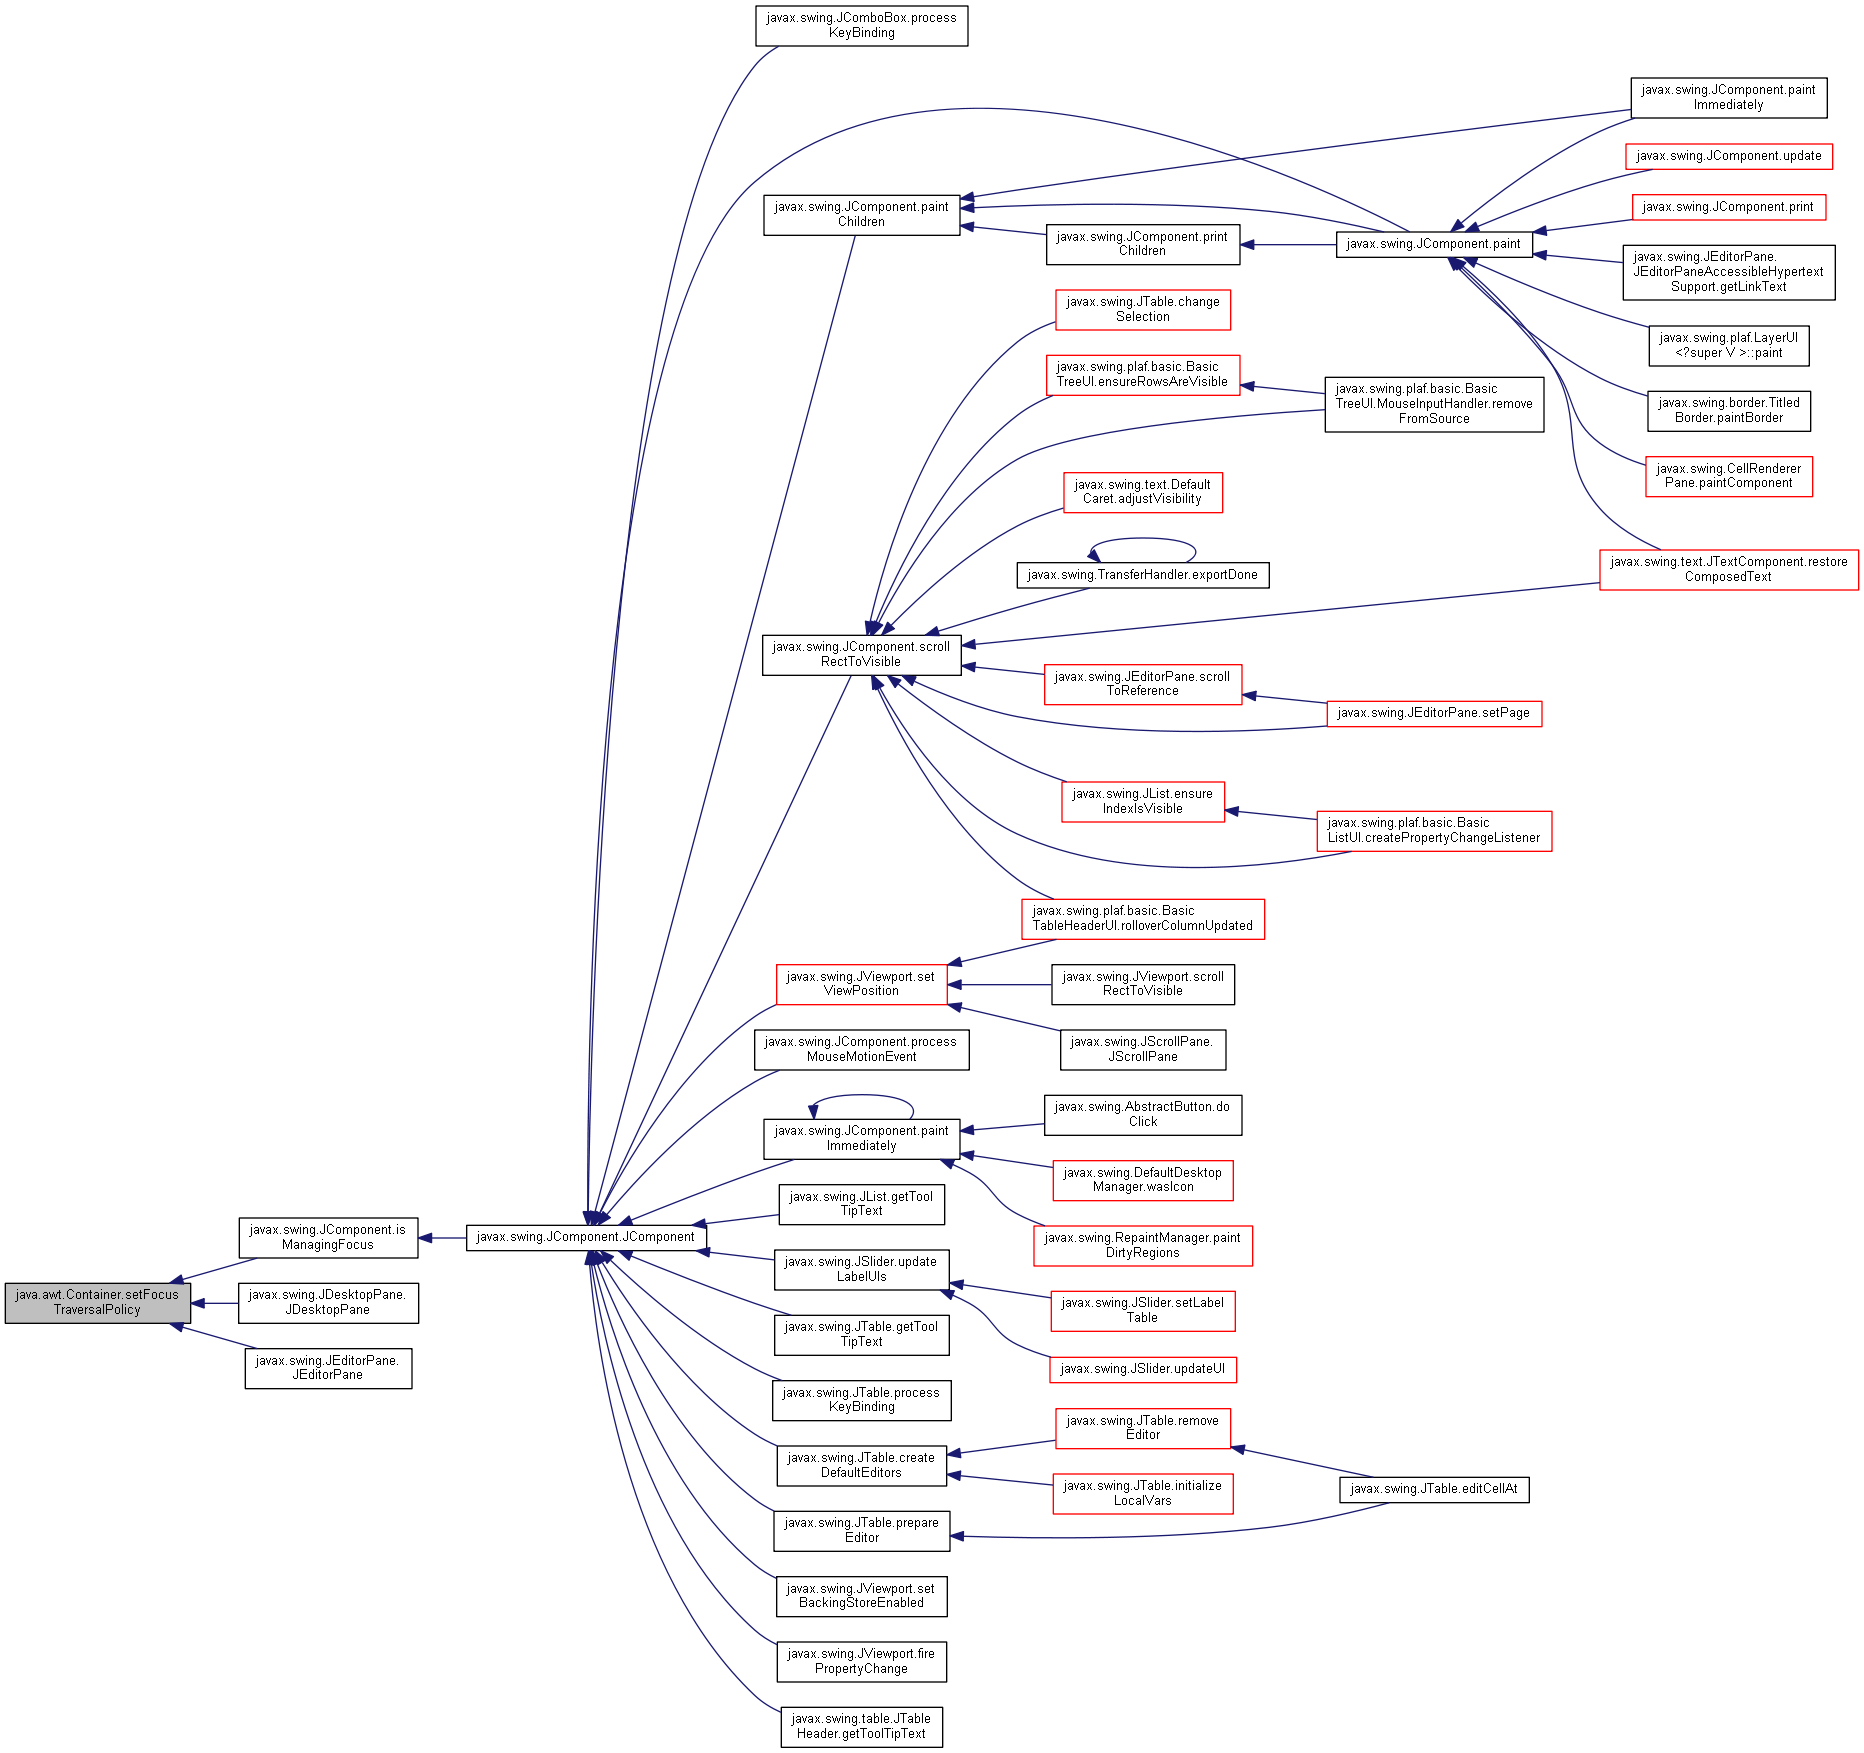 javax.swing.JComboBox.process
KeyBinding
javax.swing.JComponent.paint
Immediately
javax.swing.JComponent.update
javax.swing.JComponent.print
javax.swing.JComponent.paint
Children
javax.swing.JComponent.print
Children
javax.swing.JComponent.paint
javax.swing.JEditorPane.
JEditorPaneAccessibleHypertext
Support.getLinkText
javax.swing.JTable.change
Selection
javax.swing.plaf.LayerUI
<?super V >::paint
javax.swing.plaf.basic.Basic
TreeUI.ensureRowsAreVisible
javax.swing.plaf.basic.Basic
TreeUI.MouseInputHandler.remove
FromSource
javax.swing.border.Titled
Border.paintBorder
javax.swing.CellRenderer
Pane.paintComponent
javax.swing.text.Default
Caret.adjustVisibility
javax.swing.TransferHandler.exportDone
javax.swing.text.JTextComponent.restore
ComposedText
javax.swing.JComponent.scroll
RectToVisible
javax.swing.JEditorPane.scroll
ToReference
javax.swing.JEditorPane.setPage
javax.swing.JList.ensure
IndexIsVisible
javax.swing.plaf.basic.Basic
ListUI.createPropertyChangeListener
javax.swing.plaf.basic.Basic
TableHeaderUI.rolloverColumnUpdated
javax.swing.JViewport.set
ViewPosition
javax.swing.JViewport.scroll
RectToVisible
javax.swing.JComponent.process
MouseMotionEvent
javax.swing.JScrollPane.
JScrollPane
javax.swing.JComponent.paint
Immediately
javax.swing.AbstractButton.do
Click
javax.swing.DefaultDesktop
Manager.wasIcon
javax.swing.JList.getTool
TipText
javax.swing.RepaintManager.paint
DirtyRegions
javax.swing.JComponent.is
ManagingFocus
javax.swing.JComponent.JComponent
javax.swing.JSlider.update
LabelUIs
java.awt.Container.setFocus
TraversalPolicy
javax.swing.JDesktopPane.
JDesktopPane
javax.swing.JSlider.setLabel
Table
javax.swing.JTable.getTool
TipText
javax.swing.JEditorPane.
JEditorPane
javax.swing.JSlider.updateUI
javax.swing.JTable.process
KeyBinding
javax.swing.JTable.remove
Editor
javax.swing.JTable.create
DefaultEditors
javax.swing.JTable.initialize
LocalVars
javax.swing.JTable.editCellAt
javax.swing.JTable.prepare
Editor
javax.swing.JViewport.set
BackingStoreEnabled
javax.swing.JViewport.fire
PropertyChange
javax.swing.table.JTable
Header.getToolTipText